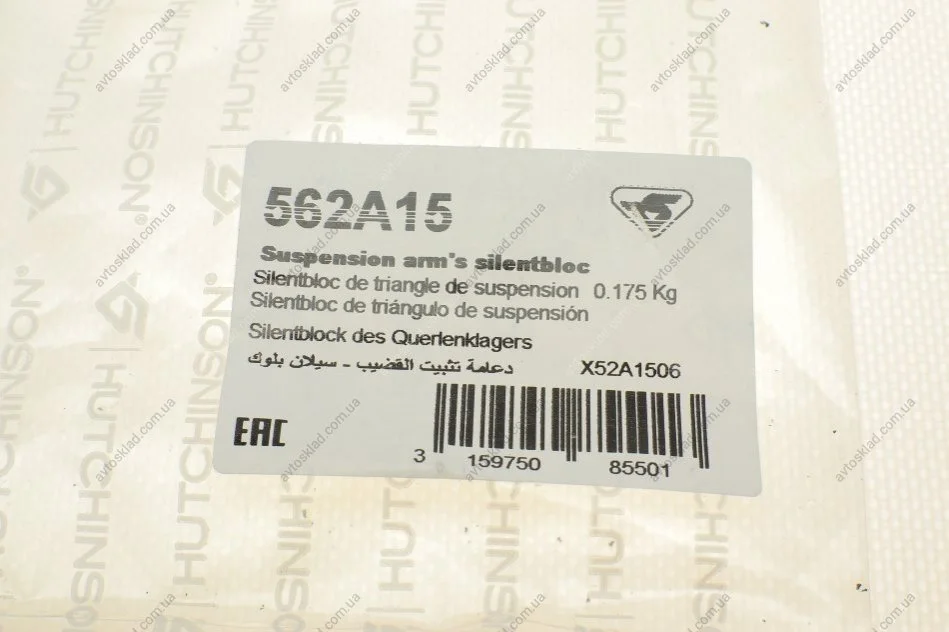 562A15
Suspension arm's silentbloc
Silentbloc de triangle de suspension 0.175 Kg
Silentbloc de triángulo de suspensión
Silentblock des Querlenklagers
دعامة تثبيت القضيب - سيلان بلوك
X52A1506
EAC
3 159750 85501
HUTCHINSON®
avtosklad.com.ua